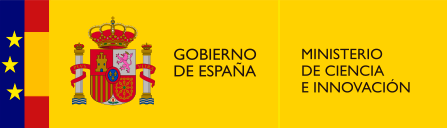 GOBIERNO
DE ESPAÑA
MINISTERIO
DE CIENCIA
E INNOVACIÓN